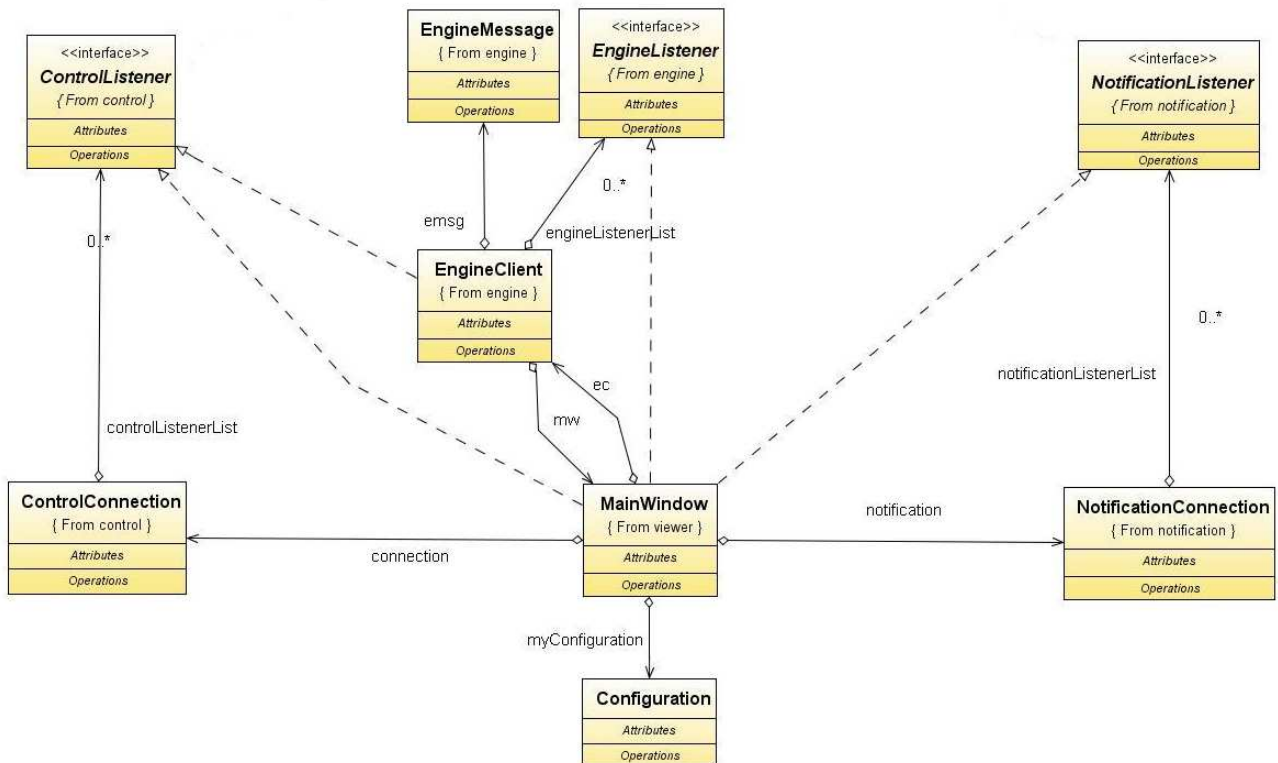 <<interface>>
ControlListener
{ From control }
Attributes
Operations
EngineMessage
{ From engine }
Attributes
Operations
<<interface>>
EngineListener
{ From engine }
Attributes
Operations
<<interface>>
NotificationListener
{ From notification }
Attributes
Operations
0..*
emsg
0..*
engineListenerList
EngineClient
{ From engine }
Attributes
Operations
0..*
notificationListenerList
ec
mw
controlListenerList
ControlConnection
{ From control }
Attributes
Operations
connection
MainWindow
{ From viewer }
Attributes
Operations
notification
NotificationConnection
{ From notification }
Attributes
Operations
myConfiguration
Configuration
Attributes
Operations